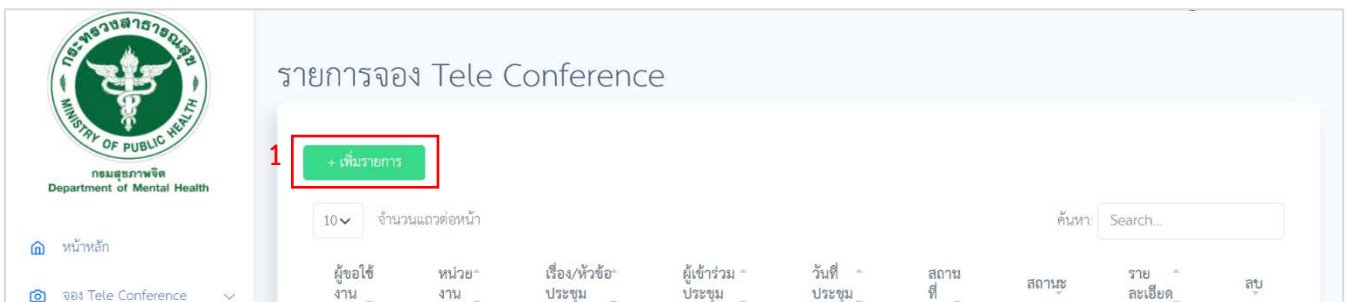 กระทรวงสาธารณสุข
MINISTRY OF PUBLIC HEALTH
กรมสุขภาพจิต
Department of Mental Health
หน้าหลัก
จอง Tele Conference
รายการจอง Tele Conference
1
+ เพิ่มรายการ
10 จำนวนแถวต่อหน้า
ค้นหา: Search...
ผู้ขอใช้ หน่วย เรื่อง/หัวข้อ ผู้เข้าร่วม วันที่ สถาน สถานะ ราย ลบ
งาน งาน ประชุม ประชุม ประชุม ที่ ละเอียด